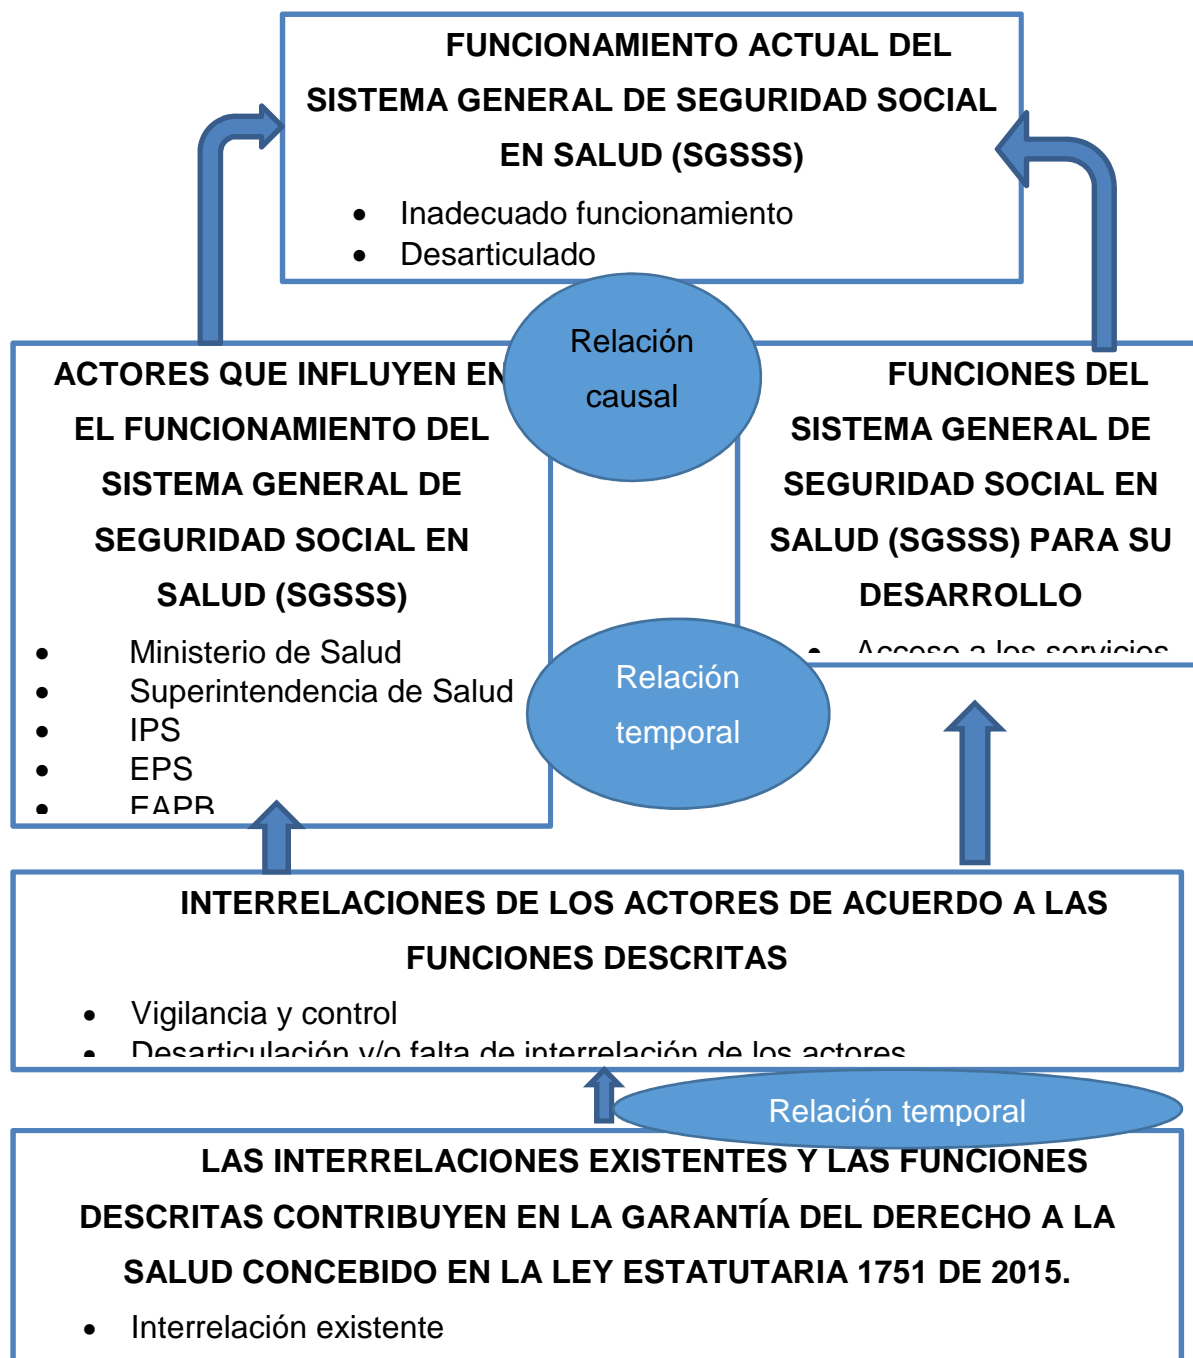 FUNCIONAMIENTO ACTUAL DEL
SISTEMA GENERAL DE SEGURIDAD SOCIAL
EN SALUD (SGSSS)
• Inadecuado funcionamiento
• Desarticulado
Relación
causal
ACTORES QUE INFLUYEN EN
EL FUNCIONAMIENTO DEL
SISTEMA GENERAL DE
SEGURIDAD SOCIAL EN
SALUD (SGSSS)
• Ministerio de Salud
• Superintendencia de Salud
• IPS
• EPS
• EAPB
FUNCIONES DEL
SISTEMA GENERAL DE
SEGURIDAD SOCIAL EN
SALUD (SGSSS) PARA SU
DESARROLLO
• Acceso a los servicios
Relación
temporal
INTERRELACIONES DE LOS ACTORES DE ACUERDO A LAS
FUNCIONES DESCRITAS
• Vigilancia y control
• Desarticulación y/o falta de interrelación de los actores
Relación temporal
LAS INTERRELACIONES EXISTENTES Y LAS FUNCIONES
DESCRITAS CONTRIBUYEN EN LA GARANTÍA DEL DERECHO A LA
SALUD CONCEBIDO EN LA LEY ESTATUTARIA 1751 DE 2015.
• Interrelación existente